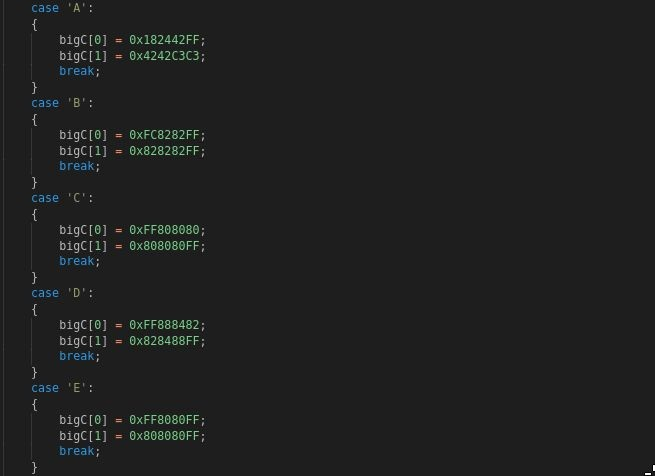 case 'A':
{
bigC[0] = 0x182442FF;
bigC[1] = 0x4242C3C3;
break;
}
case 'B':
{
bigC[0] = 0xFC8282FF;
bigC[1] = 0x828282FF;
break;
}
case 'C':
{
bigC[0] = 0xFF808080;
bigC[1] = 0x808080FF;
break;
}
case 'D':
{
bigC[0] = 0xFF888482;
bigC[1] = 0x828488FF;
break;
}
case 'E':
{
bigC[0] = 0xFF8080FF;
bigC[1] = 0x808080FF;
break;
}